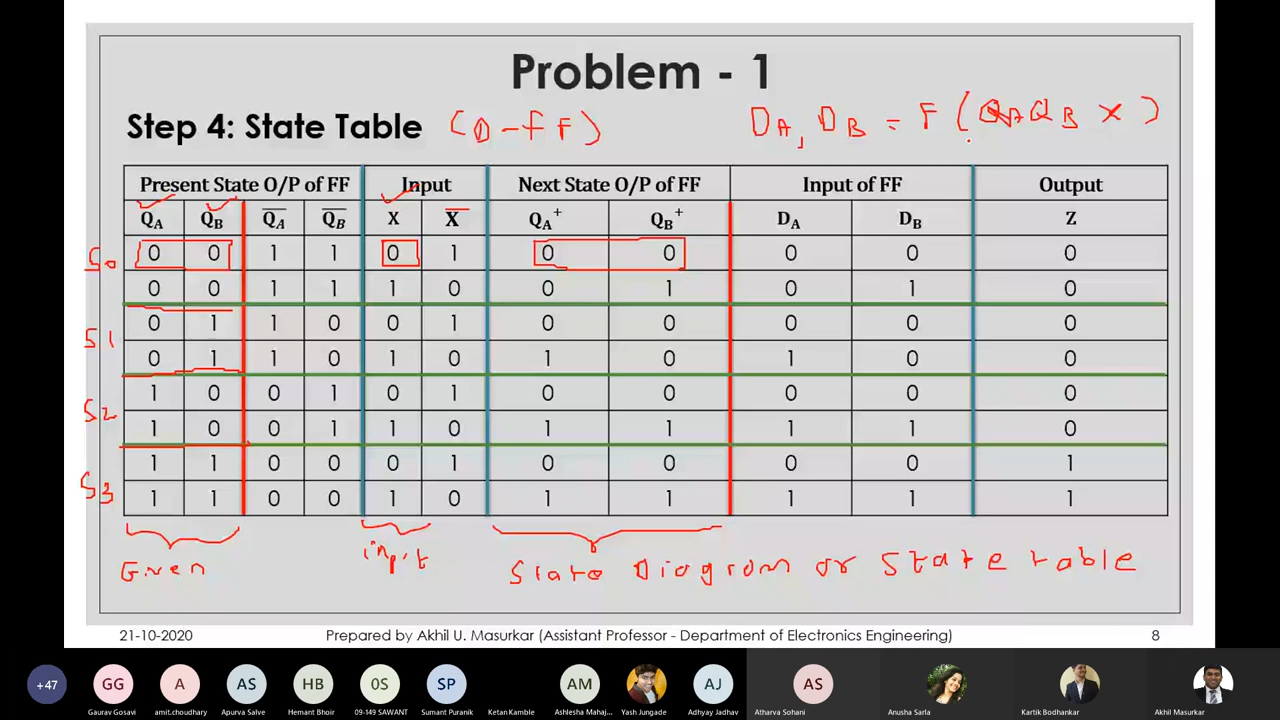 Problem - 1
Step 4: State Table (D-FF) DA, DB = F(QAQB X)
Present State O/P of FF Input Next State O/P of FF Input of FF Output
QA QB Q̅A̅ Q̅B̅ X X̅ QA+ QB+ DA DB Z
S0 0 0 1 1 0 1 0 0 0 0 0
0 0 1 1 1 0 0 1 0 1 0
S1 0 1 1 0 0 1 0 0 0 0 0
0 1 1 0 1 0 1 0 1 0 0
S2 1 0 0 1 0 1 0 0 0 0 0
1 0 0 1 1 0 1 1 1 1 0
S3 1 1 0 0 0 1 0 0 0 0 1
1 1 0 0 1 0 1 1 1 1 1
Given input State Diagram or State table
21-10-2020 Prepared by Akhil U. Masurkar (Assistant Professor - Department of Electronics Engineering) 8
+47 GG A AS HB 0S SP AM AJ AS
Gaurav Gosavi amit.choudhary Apurva Salve Hemant Bhoir 09-149 SAWANT Sumant Puranik Ketan Kamble Ashlesha Mahaj... Yash Jungade Adhyay Jadhav Atharva Sohani Anusha Sarla Kartik Bodhankar Akhil Masurkar